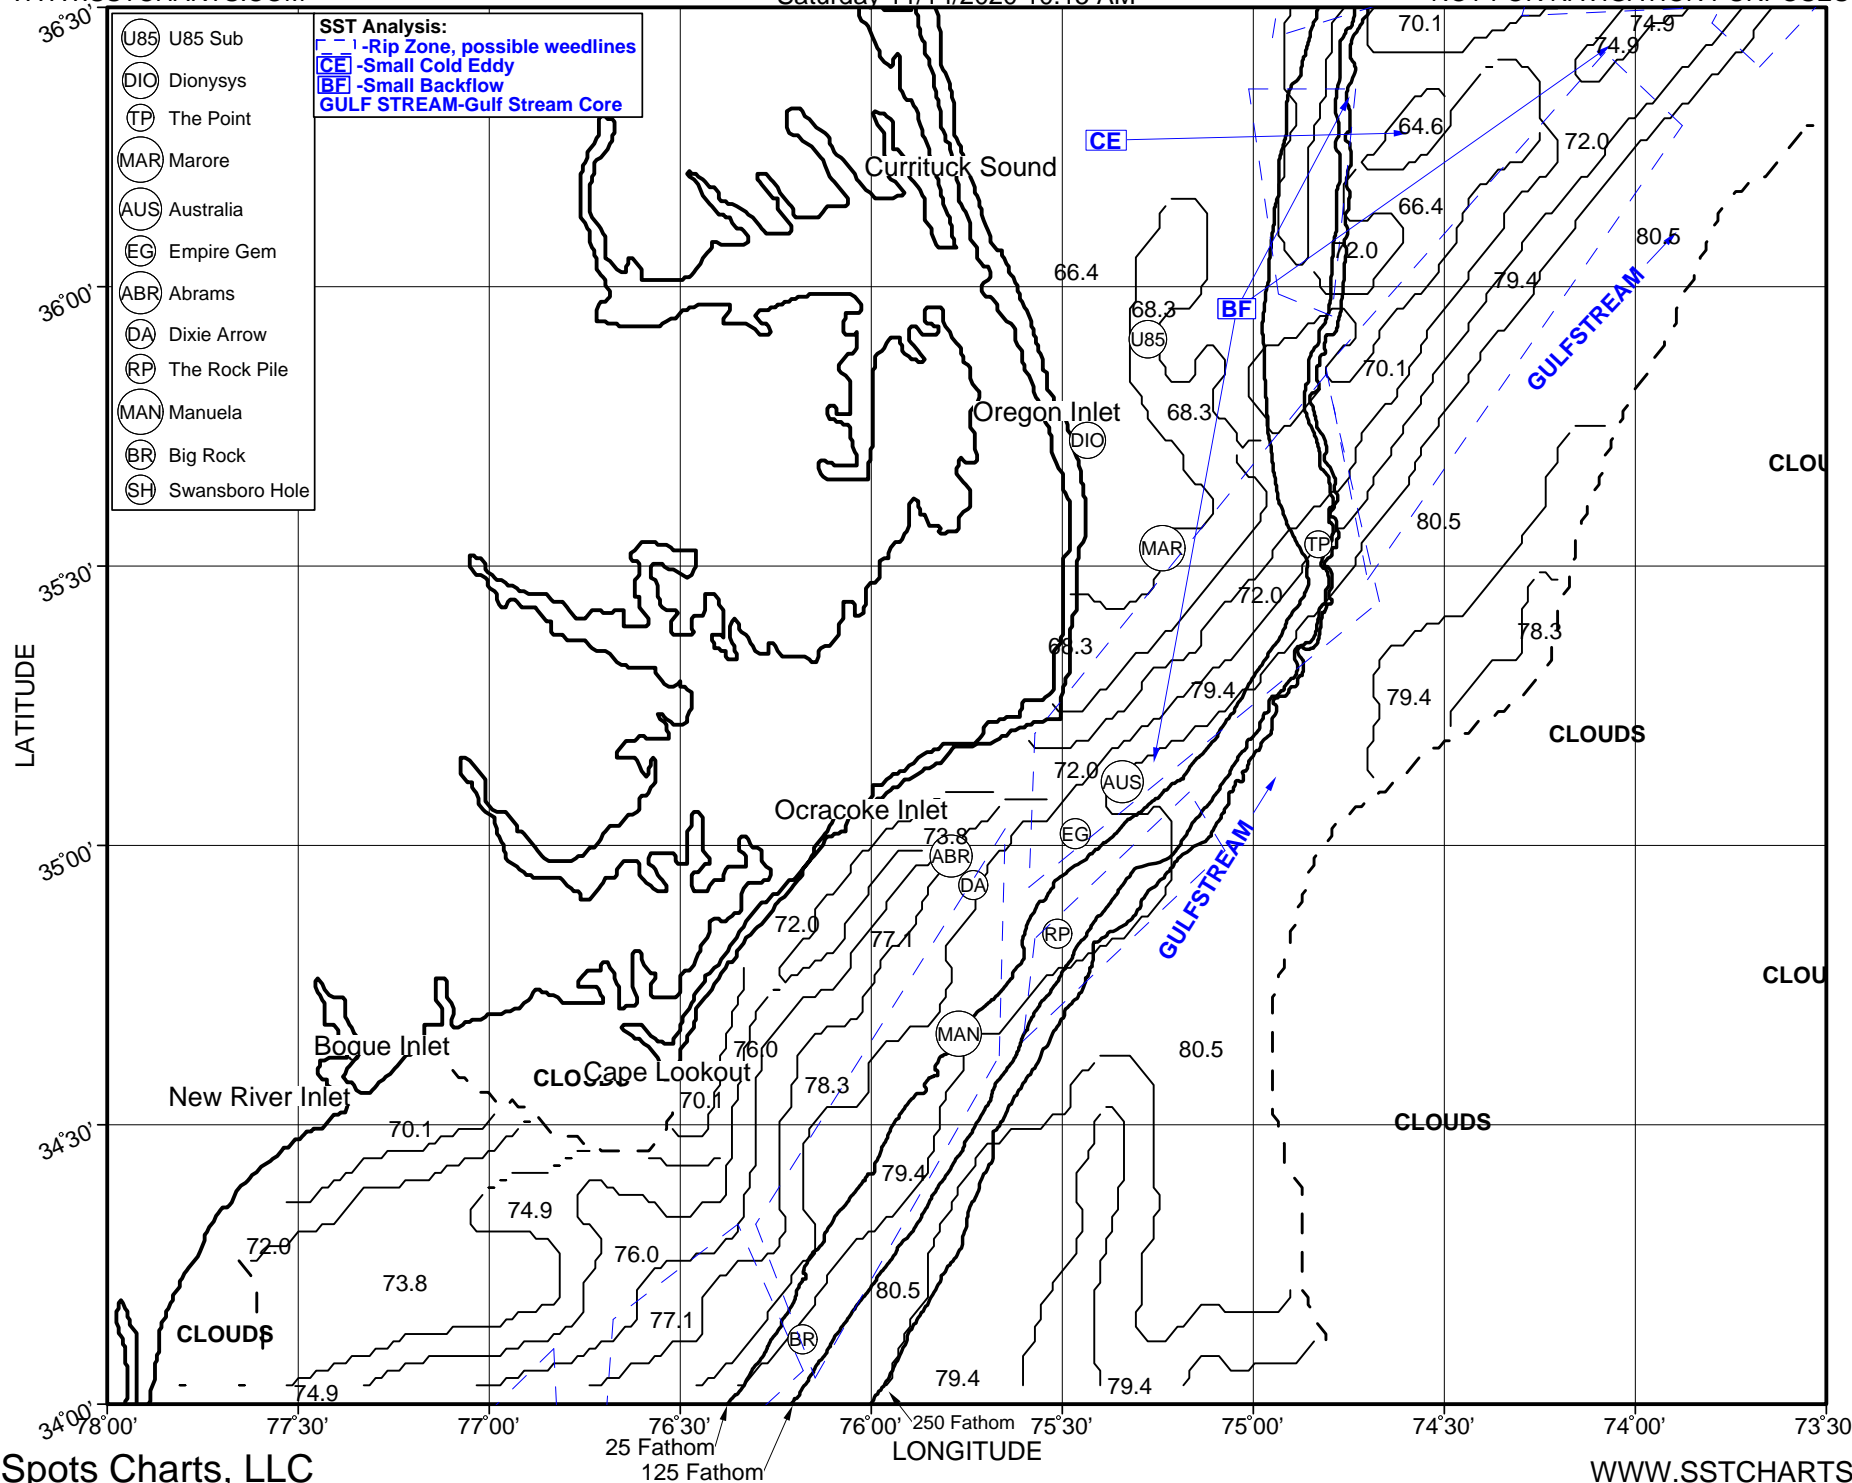 U85 U85 Sub
DIO Dionysys
TP The Point
MAR Marore
AUS Australia
EG Empire Gem
ABR Abrams
DA Dixie Arrow
RP The Rock Pile
MAN Manuela
BR Big Rock
SH Swansboro Hole
SST Analysis:
-Rip Zone, possible weedlines
CE -Small Cold Eddy
BF -Small Backflow
GULF STREAM-Gulf Stream Core
70.1
74.9
74.9
64.6
72.0
CE
Currituck Sound
66.4
80.5
72.0
66.4
79.4
68.3
BF
U85
GULFSTREAM
70.1
Oregon Inlet
68.3
DIO
CLOU
80.5
MAR
TP
72.0
78.3
68.3
79.4
79.4
CLOUDS
72.0
AUS
Ocracoke Inlet
73.8
EG
ABR
DA
GULFSTREAM
72.0
77.1
RP
CLOU
MAN
Bogue Inlet
76.0
80.5
CLOUDS
Cape Lookout
78.3
New River Inlet
70.1
70.1
CLOUDS
79.4
74.9
72.0
76.0
73.8
80.5
77.1
CLOUDS
BR
79.4
79.4
74.9
36°30'
36°00'
35°30'
35°00'
34°30'
34°00'
LATITUDE
78°00'
77°30'
77°00'
76°30'
76°00'
75°30'
75°00'
74°30'
74°00'
73°30
250 Fathom
25 Fathom
LONGITUDE
125 Fathom
Spots Charts, LLC
WWW.SSTCHARTS